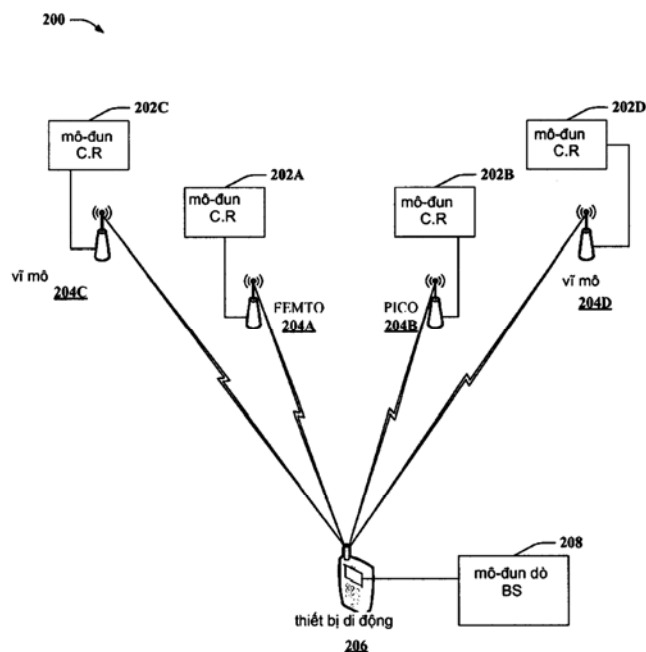 200
202C
mô-đun
C.R
202D
mô-đun
C.R
202A
mô-đun
C.R
202B
mô-đun
C.R
vĩ mô
204C
FEMTO
204A
PICO
204B
vĩ mô
204D
208
mô-đun dò
BS
thiết bị di động
206